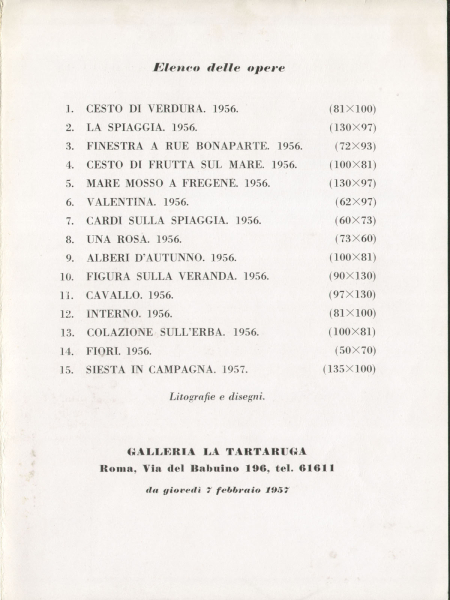 Elenco delle opere
1. CESTO DI VERDURA. 1956. (81×100)
2. LA SPIAGGIA. 1956. (130×97)
3. FINESTRA A RUE BONAPARTE. 1956. (72×93)
4. CESTO DI FRUTTA SUL MARE. 1956. (100×81)
5. MARE MOSSO A FREGENE. 1956. (130×97)
6. VALENTINA. 1956. (62×97)
7. CARDI SULLA SPIAGGIA. 1956. (60×73)
8. UNA ROSA. 1956. (73×60)
9. ALBERI D'AUTUNNO. 1956. (100×81)
10. FIGURA SULLA VERANDA. 1956. (90×130)
11. CAVALLO. 1956. (97×130)
12. INTERNO. 1956. (81×100)
13. COLAZIONE SULL'ERBA. 1956. (100×81)
14. FIORI. 1956. (50×70)
15. SIESTA IN CAMPAGNA. 1957. (135×100)
Litografie e disegni.
GALLERIA LA TARTARUGA
Roma, Via del Babuino 196, tel. 61611
da giovedì 7 febbraio 1957